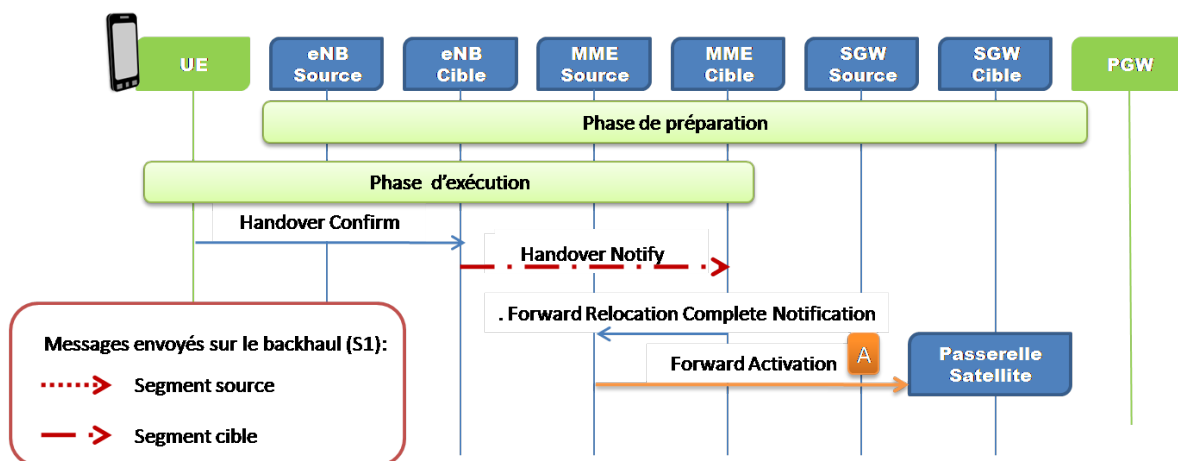 UE
eNB
Source
eNB
Cible
MME
Source
MME
Cible
SGW
Source
SGW
Cible
PGW
Phase de préparation
Phase d'exécution
Handover Confirm
Handover Notify
. Forward Relocation Complete Notification
Forward Activation
A
Passerelle
Satellite
Messages envoyés sur le backhaul (S1):
Segment source
Segment cible